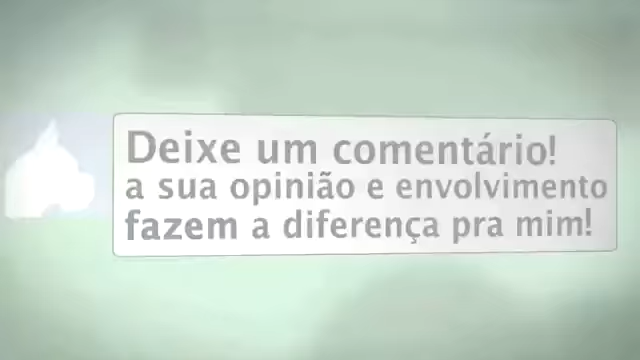 Deixe um comentário!
a sua opinião e envolvimento
fazem a diferença pra mim!